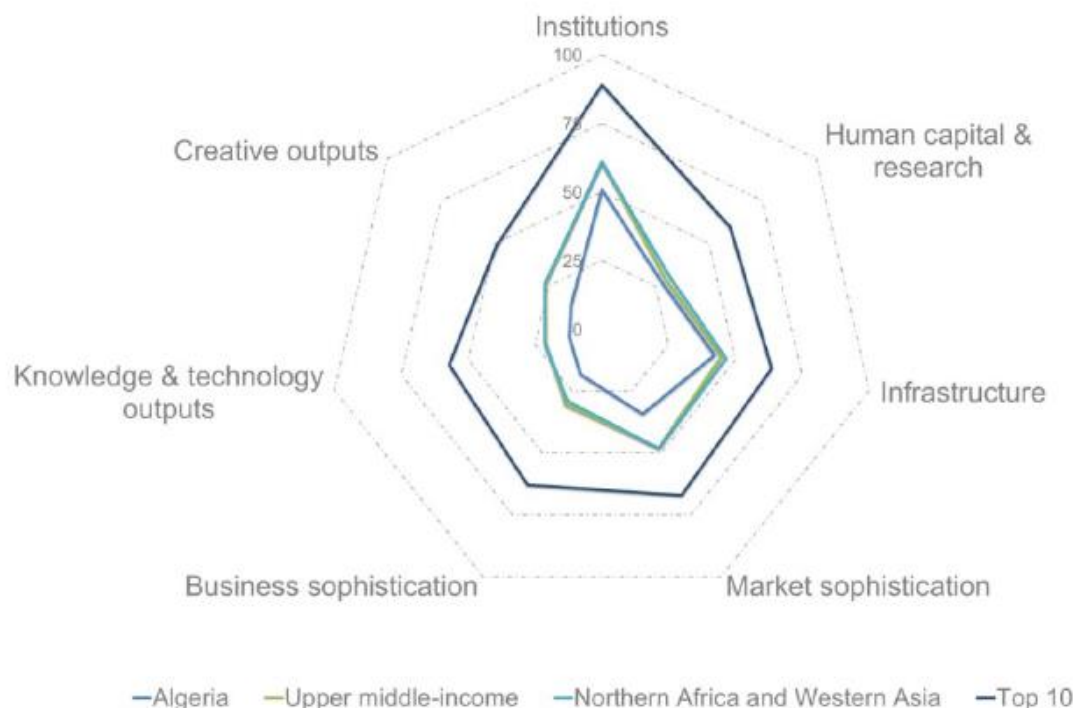 Institutions
100
75
50
25
0
Creative outputs
Human capital &
research
Knowledge & technology
outputs
Infrastructure
Business sophistication
Market sophistication
Algeria
Upper middle-income
Northern Africa and Western Asia
Top 10